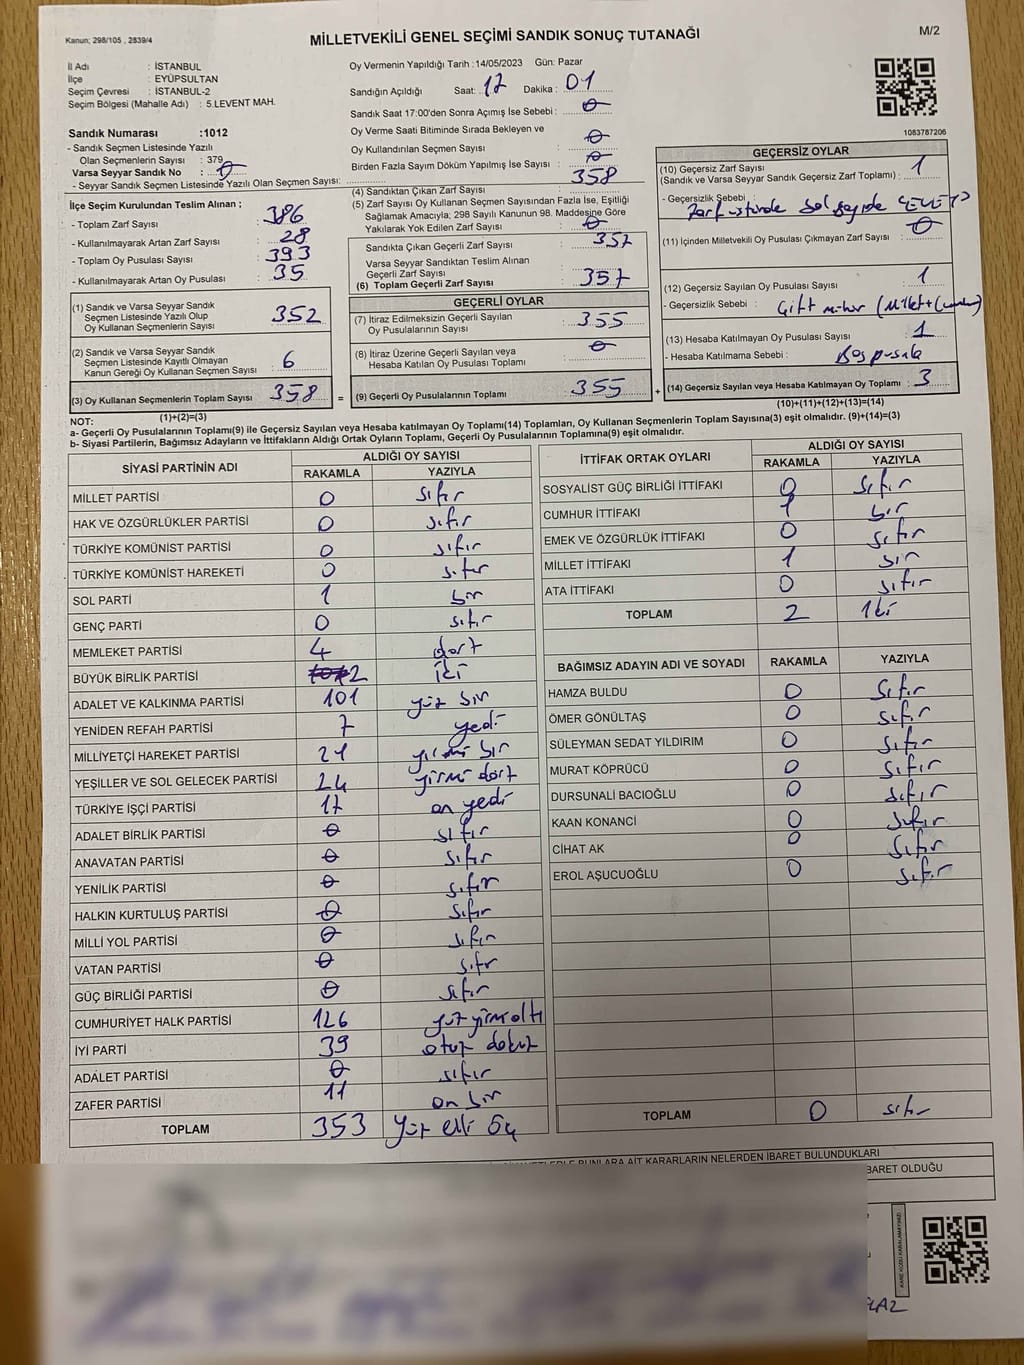 Kanun; 298/105 , 2839/4
MİLLETVEKİLİ GENEL SEÇİMİ SANDIK SONUÇ TUTANAĞI
M/2
İl Adı : İSTANBUL
İlçe : EYÜPSULTAN
Seçim Çevresi : İSTANBUL-2
Seçim Bölgesi (Mahalle Adı) : 5.LEVENT MAH.
Oy Vermenin Yapıldığı Tarih :14/05/2023 Gün: Pazar
Sandığın Açıldığı Saat: 17 Dakika : 01
Sandık Saat 17:00'den Sonra Açımış İse Sebebi : 0
Oy Verme Saati Bitiminde Sırada Bekleyen ve
Oy Kullandırılan Seçmen Sayısı 0
Birden Fazla Sayım Döküm Yapılmış İse Sayısı 0
1083787206
Sandık Numarası :1012
- Sandık Seçmen Listesinde Yazılı
Olan Seçmenlerin Sayısı : 379
Varsa Seyyar Sandık No : 0
- Seyyar Sandık Seçmen Listesinde Yazılı Olan Seçmen Sayısı:
İlçe Seçim Kurulundan Teslim Alınan ;
- Toplam Zarf Sayısı : 386
- Kullanılmayarak Artan Zarf Sayısı : 28
- Toplam Oy Pusulası Sayısı : 393
- Kullanılmayarak Artan Oy Pusulası : 35
(1) Sandık ve Varsa Seyyar Sandık
Seçmen Listesinde Yazılı Olup
Oy Kullanan Seçmenlerin Sayısı 352
(2) Sandık ve Varsa Seyyar Sandık
Seçmen Listesinde Kayıtlı Olmayan
Kanun Gereği Oy Kullanan Seçmen Sayısı 6
(3) Oy Kullanan Seçmenlerin Toplam Sayısı 358 =
(1)+(2)=(3)
(4) Sandıktan Çıkan Zarf Sayısı 358
(5) Zarf Sayısı Oy Kullanan Seçmen Sayısından Fazla İse, Eşitliği
Sağlamak Amacıyla; 298 Sayılı Kanunun 98. Maddesine Göre
Yakılarak Yok Edilen Zarf Sayısı 0
Sandıkta Çıkan Geçerli Zarf Sayısı 357
Varsa Seyyar Sandıktan Teslim Alınan
Geçerli Zarf Sayısı
(6) Toplam Geçerli Zarf Sayısı 357
GEÇERLİ OYLAR
(7) İtiraz Edilmeksizin Geçerli Sayılan
Oy Pusulalarının Sayısı 355
(8) İtiraz Üzerine Geçerli Sayılan veya
Hesaba Katılan Oy Pusulası Toplamı 0
(9) Geçerli Oy Pusulalarının Toplamı 355 +
GEÇERSİZ OYLAR
(10) Geçersiz Zarf Sayısı
(Sandık ve Varsa Seyyar Sandık Geçersiz Zarf Toplamı) : 1
- Geçersizlik Sebebi : Zarf üstünde EVET
(11) İçinden Milletvekili Oy Pusulası Çıkmayan Zarf Sayısı : 0
(12) Geçersiz Sayılan Oy Pusulası Sayısı : 1
- Geçersizlik Sebebi : Çift mühür (Millet+Cumhur)
(13) Hesaba Katılmayan Oy Pusulası Sayısı : 1
- Hesaba Katılmama Sebebi : Boş pusula
(14) Geçersiz Sayılan veya Hesaba Katılmayan Oy Toplamı : 3
(10)+(11)+(12)+(13)=(14)
NOT:
a- Geçerli Oy Pusulalarının Toplamı(9) ile Geçersiz Sayılan veya Hesaba Katılmayan Oy Toplamı(14) Toplamları, Oy Kullanan Seçmenlerin Toplam Sayısına(3) eşit olmalıdır. (9)+(14)=(3)
b- Siyasi Partilerin, Bağımsız Adayların ve İttifakların Aldığı Ortak Oyların Toplamı, Geçerli Oy Pusulalarının Toplamına(9) eşit olmalıdır.
SİYASİ PARTİNİN ADI ALDIĞI OY SAYISI
RAKAMLA YAZIYLA
MİLLET PARTİSİ 0 sıfır
HAK VE ÖZGÜRLÜKLER PARTİSİ 0 sıfır
TÜRKİYE KOMÜNİST PARTİSİ 0 sıfır
TÜRKİYE KOMÜNİST HAREKETİ 0 sıfır
SOL PARTİ 1 bir
GENÇ PARTİ 0 sıfır
MEMLEKET PARTİSİ 4 dört
BÜYÜK BİRLİK PARTİSİ 2 iki
ADALET VE KALKINMA PARTİSİ 101 yüz bir
YENİDEN REFAH PARTİSİ 7 yedi
MİLLİYETÇİ HAREKET PARTİSİ 21 yirmi bir
YEŞİLLER VE SOL GELECEK PARTİSİ 24 yirmi dört
TÜRKİYE İŞÇİ PARTİSİ 17 on yedi
ADALET BİRLİK PARTİSİ 0 sıfır
ANAVATAN PARTİSİ 0 sıfır
YENİLİK PARTİSİ 0 sıfır
HALKIN KURTULUŞ PARTİSİ 0 sıfır
MİLLİ YOL PARTİSİ 0 sıfır
VATAN PARTİSİ 0 sıfır
GÜÇ BİRLİĞİ PARTİSİ 0 sıfır
CUMHURİYET HALK PARTİSİ 126 yüz yirmi altı
İYİ PARTİ 39 otuz dokuz
ADALET PARTİSİ 0 sıfır
ZAFER PARTİSİ 11 on bir
TOPLAM 353 yüz elli üç
İTTİFAK ORTAK OYLARI ALDIĞI OY SAYISI
RAKAMLA YAZIYLA
SOSYALİST GÜÇ BİRLİĞİ İTTİFAKI 0 sıfır
CUMHUR İTTİFAKI 1 bir
EMEK VE ÖZGÜRLÜK İTTİFAKI 0 sıfır
MİLLET İTTİFAKI 1 bir
ATA İTTİFAKI 0 sıfır
TOPLAM 2 iki
BAĞIMSIZ ADAYIN ADI VE SOYADI RAKAMLA YAZIYLA
HAMZA BULDU 0 sıfır
ÖMER GÖNÜLTAŞ 0 sıfır
SÜLEYMAN SEDAT YILDIRIM 0 sıfır
MURAT KÖPRÜCÜ 0 sıfır
DURSUNALİ BACIOĞLU 0 sıfır
KAAN KONANCİ 0 sıfır
CİHAT AK 0 sıfır
EROL AŞUCUOĞLU 0 sıfır
TOPLAM 0 sıfır
BUNLARA AİT KARARLARIN NELERDEN İBARET BULUNDUKLARI
BARET OLDUĞU